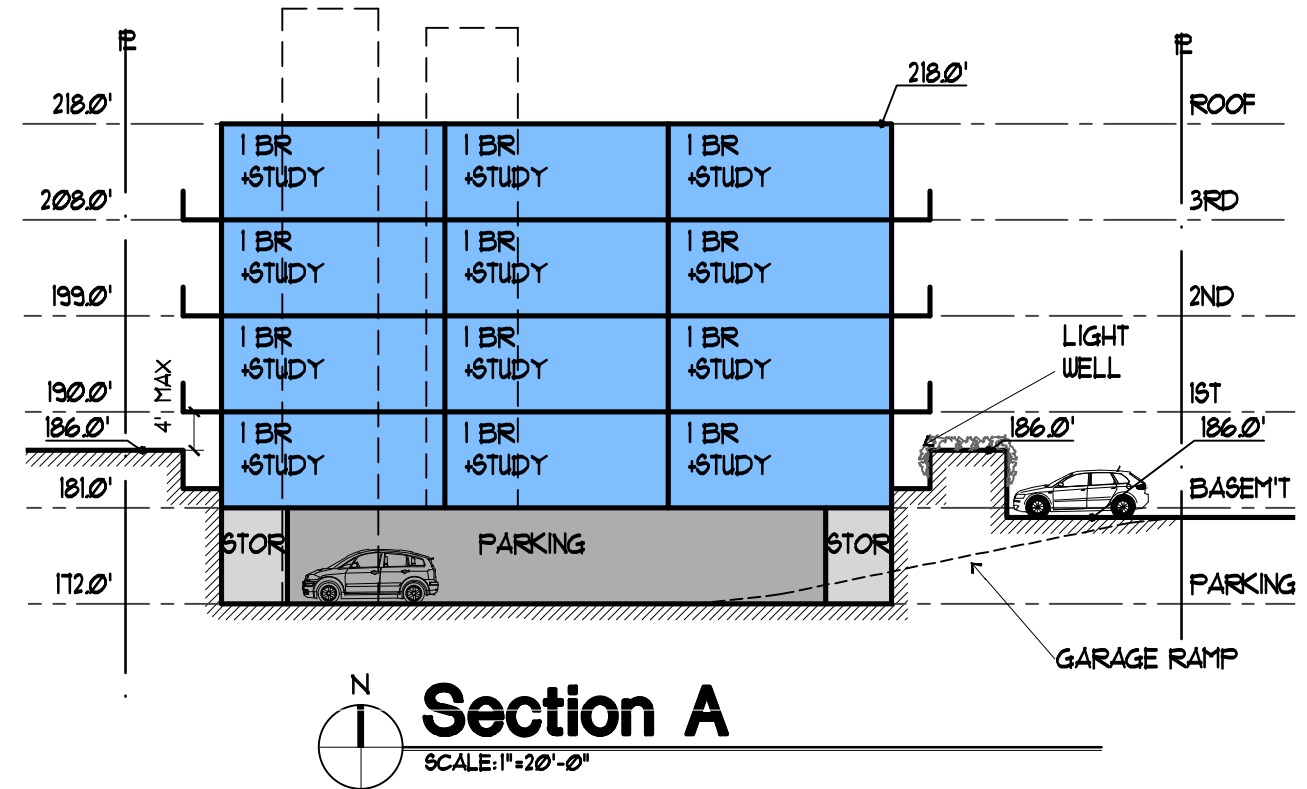 PL
PL
218.0'
218.0'
ROOF
1 BR
+STUDY
1 BR
+STUDY
1 BR
+STUDY
208.0'
3RD
1 BR
+STUDY
1 BR
+STUDY
1 BR
+STUDY
199.0'
2ND
1 BR
+STUDY
1 BR
+STUDY
1 BR
+STUDY
LIGHT
WELL
4' MAX
190.0'
1ST
186.0'
1 BR
+STUDY
1 BR
+STUDY
1 BR
+STUDY
186.0'
186.0'
181.0'
BASEM'T
STOR
PARKING
STOR
172.0'
PARKING
GARAGE RAMP
N
Section A
SCALE: 1"=20'-0"